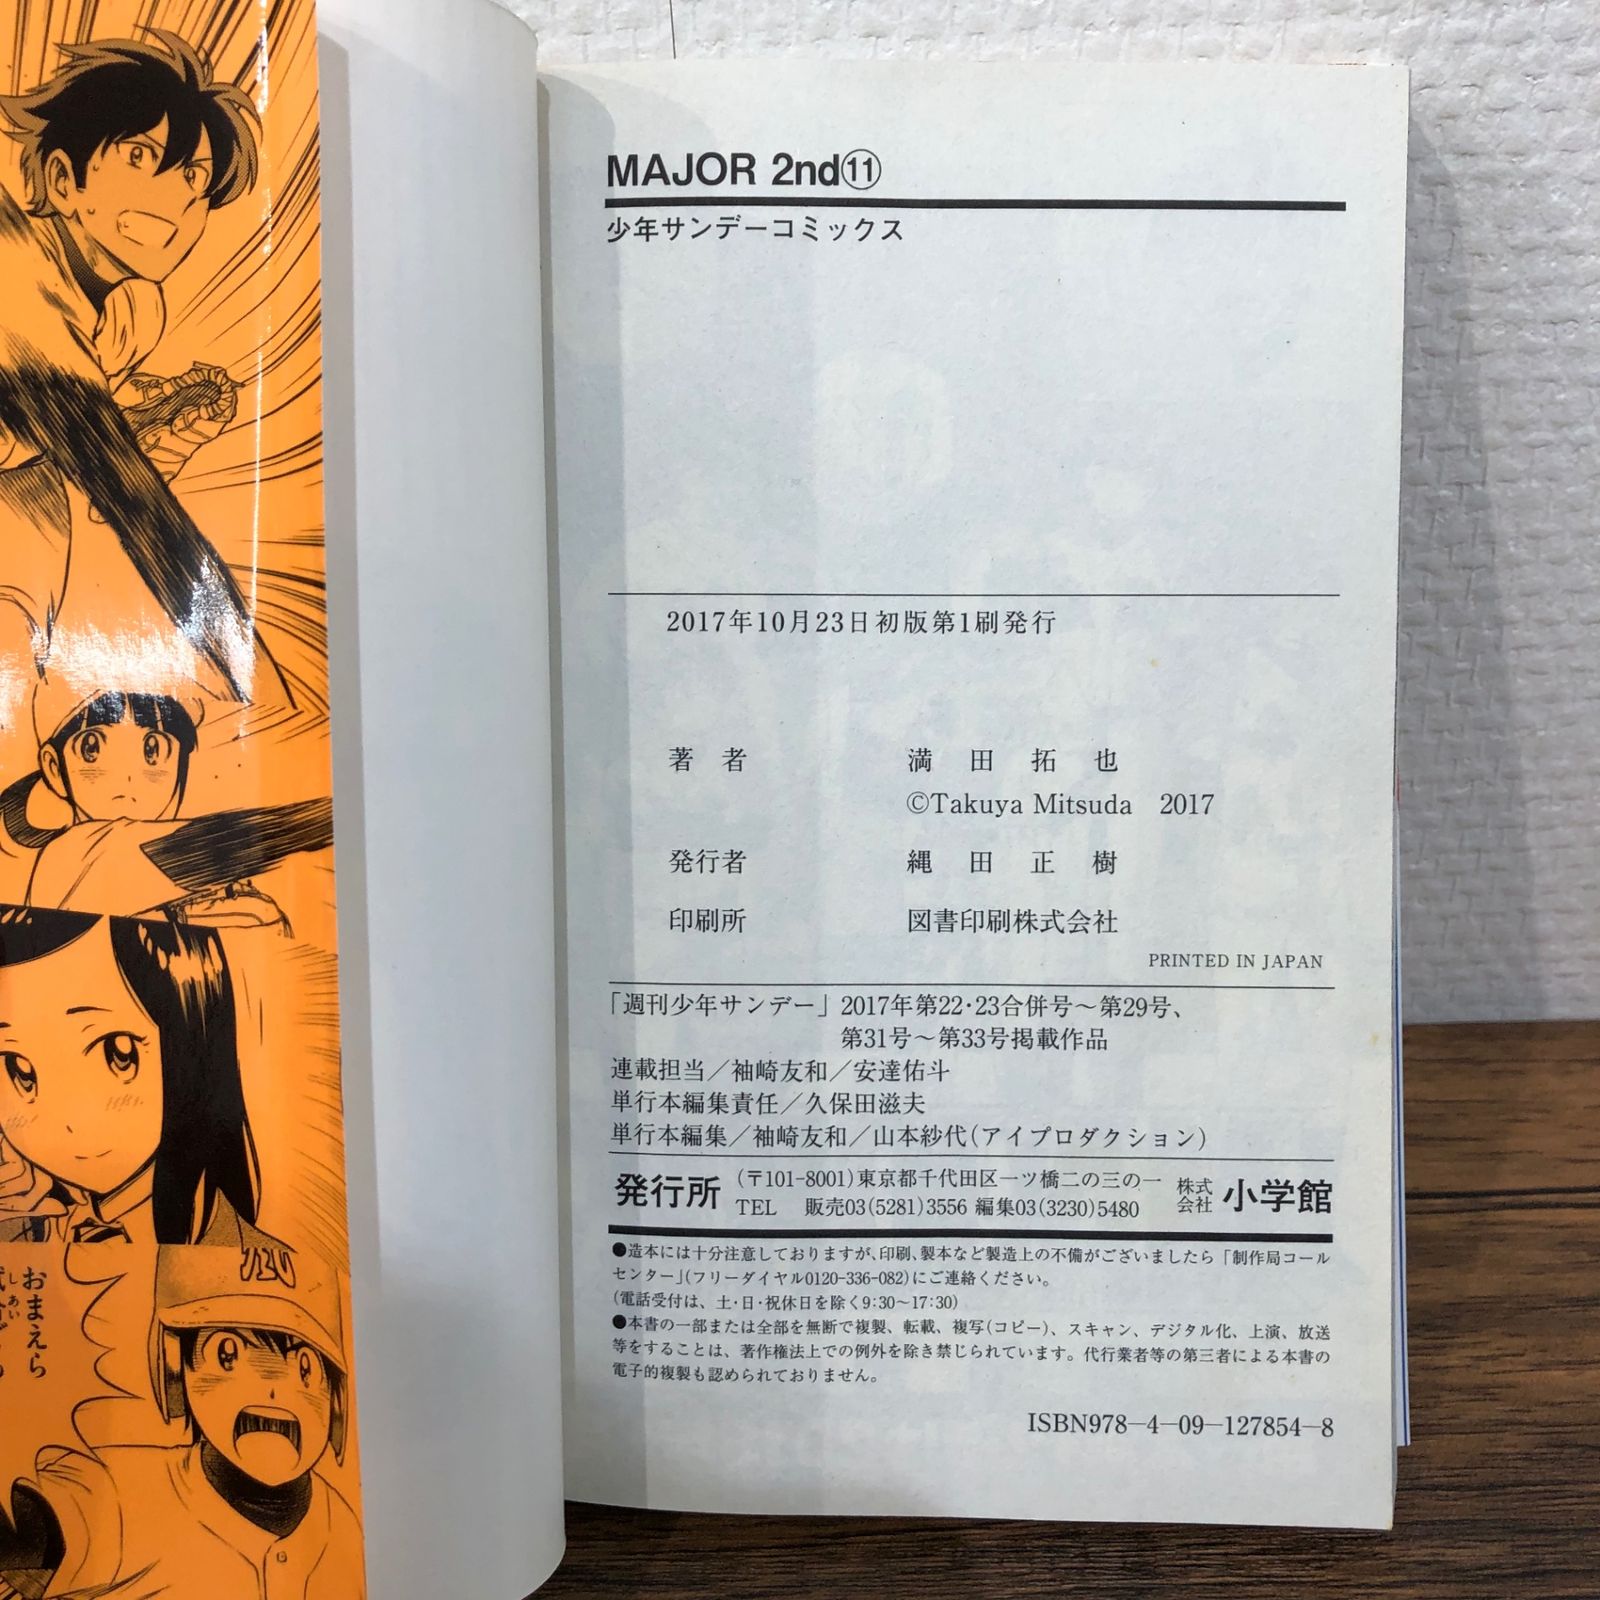 MAJOR 2nd⑪
少年サンデーコミックス
2017年10月23日初版第1刷発行
著者 満田拓也
©Takuya Mitsuda 2017
発行者 縄田正樹
印刷所 図書印刷株式会社
PRINTED IN JAPAN
「週刊少年サンデー」2017年第22・23合併号〜第29号、
第31号〜第33号掲載作品
連載担当／袖崎友和／安達佑斗
単行本編集責任／久保田滋夫
単行本編集／袖崎友和／山本紗代(アイプロダクション)
発行所 (〒101-8001)東京都千代田区一ツ橋二の三の一 株式会社 小学館
TEL 販売03(5281)3556 編集03(3230)5480
●造本には十分注意しておりますが、印刷、製本など製造上の不備がございましたら「制作局コール
センター」(フリーダイヤル0120-336-082)にご連絡ください。
(電話受付は、土・日・祝休日を除く9:30〜17:30)
●本書の一部または全部を無断で複製、転載、複写(コピー)、スキャン、デジタル化、上演、放送
等をすることは、著作権法上での例外を除き禁じられています。代行業者等の第三者による本書の
電子的複製も認められておりません。
ISBN978-4-09-127854-8
おまえら